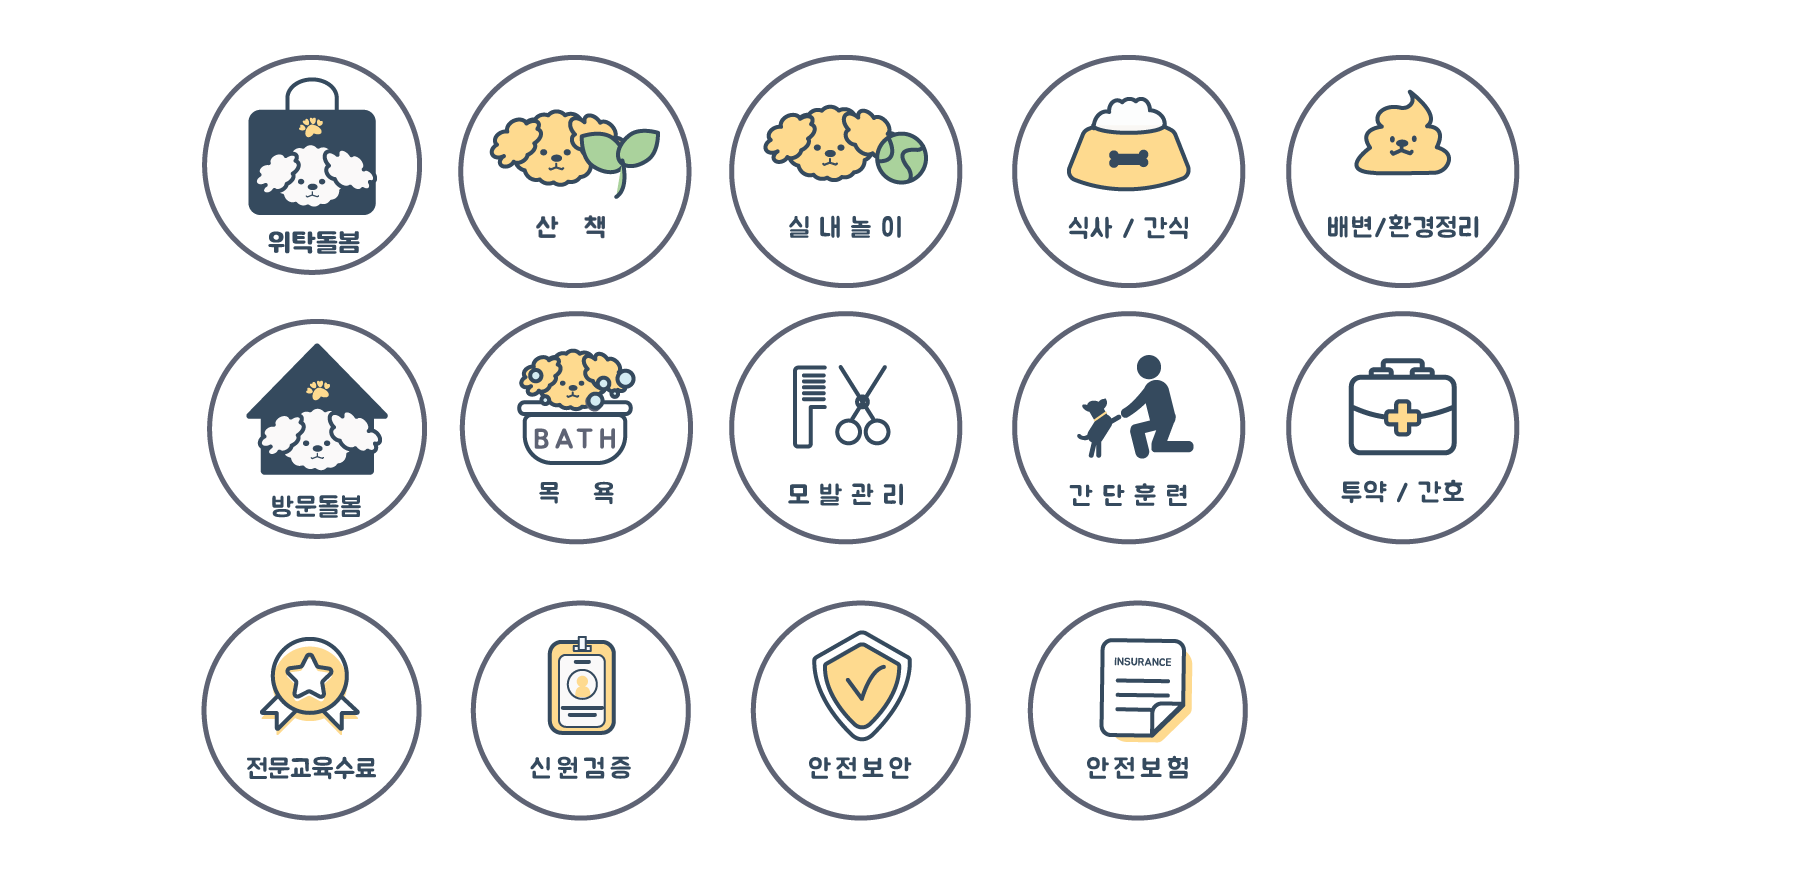 위탁돌봄
산 책
실내놀이
식사 / 간식
배변/환경정리
방문돌봄
BATH
목 욕
모발관리
간단훈련
투약 / 간호
전문교육수료
신원검증
안전보안
INSURANCE
안전보험